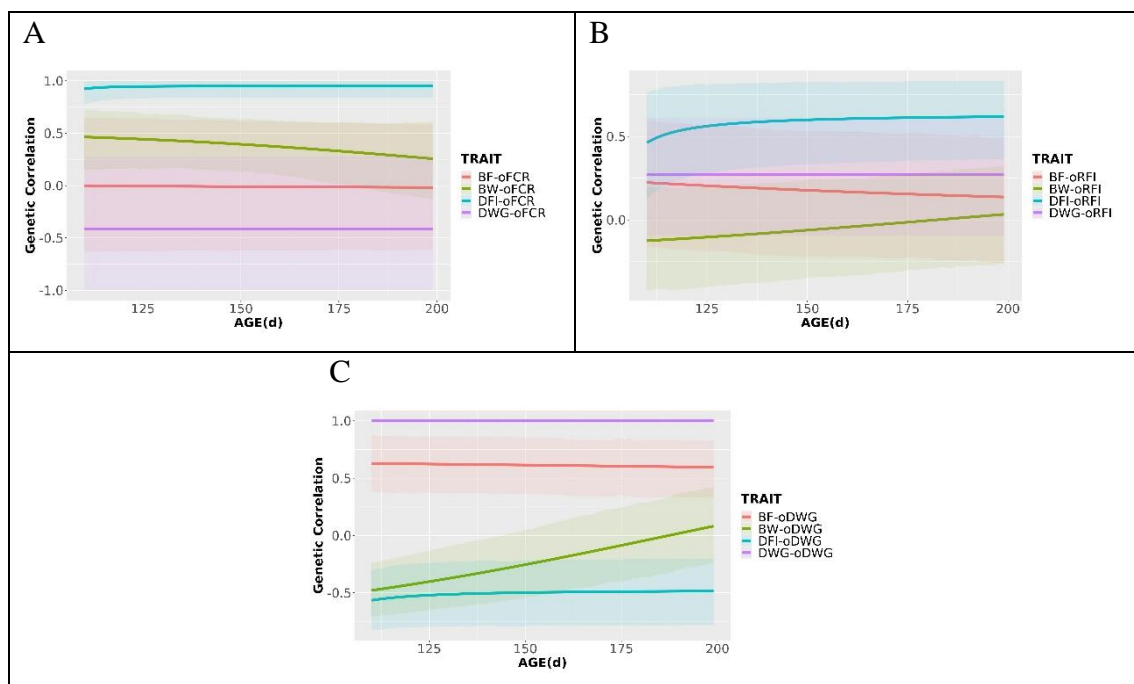 A
Genetic Correlation
1.0
0.5
0.0
-0.5
-1.0
125
150
175
200
AGE(d)
TRAIT
BF-oFCR
BW-oFCR
DFI-oFCR
DWG-oFCR
B
Genetic Correlation
0.5
0.0
125
150
175
200
AGE(d)
TRAIT
BF-oRFI
BW-oRFI
DFI-oRFI
DWG-oRFI
C
Genetic Correlation
1.0
0.5
0.0
-0.5
125
150
175
200
AGE(d)
TRAIT
BF-oDWG
BW-oDWG
DFI-oDWG
DWG-oDWG